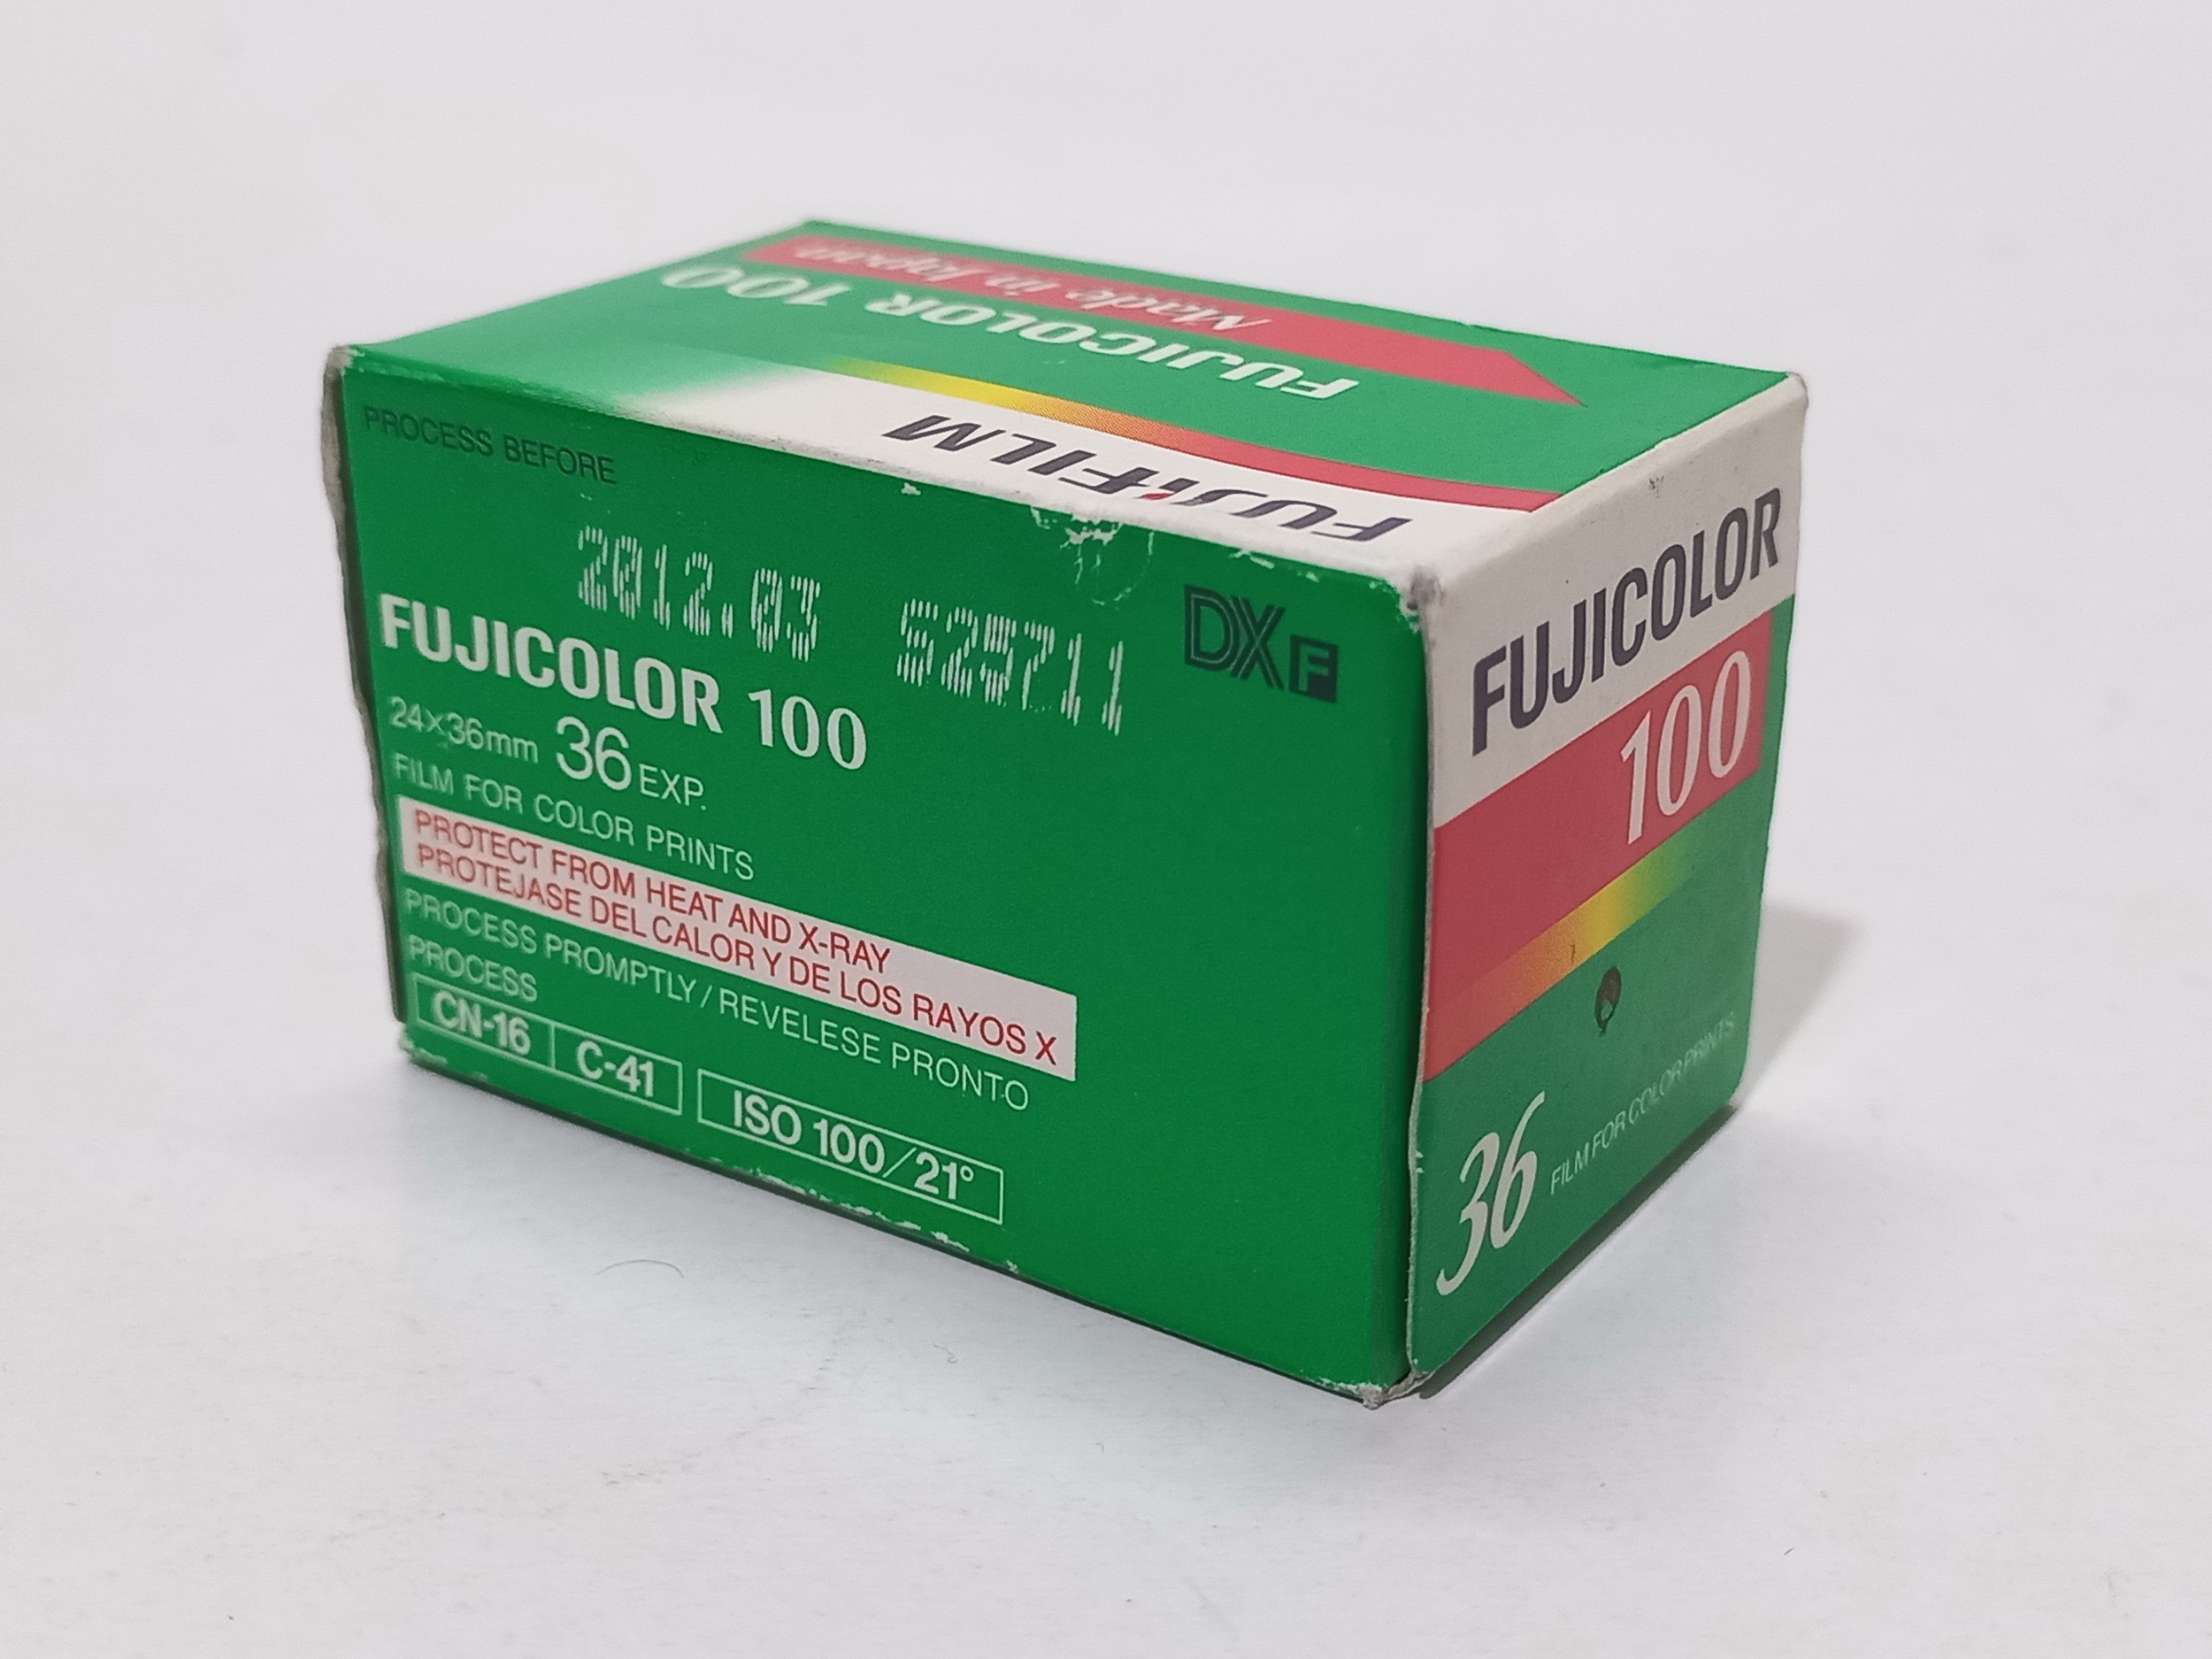 Made in Japan
FUJICOLOR 100
FUJIFILM
PROCESS BEFORE
2012.03 525711
DX F
FUJICOLOR 100
24×36mm 36 EXP.
FILM FOR COLOR PRINTS
PROTECT FROM HEAT AND X-RAY
PROTEJASE DEL CALOR Y DE LOS RAYOS X
PROCESS PROMPTLY / REVELESE PRONTO
PROCESS
CN-16 C-41 ISO 100/21°
FUJICOLOR
100
36 FILM FOR COLOR PRINTS